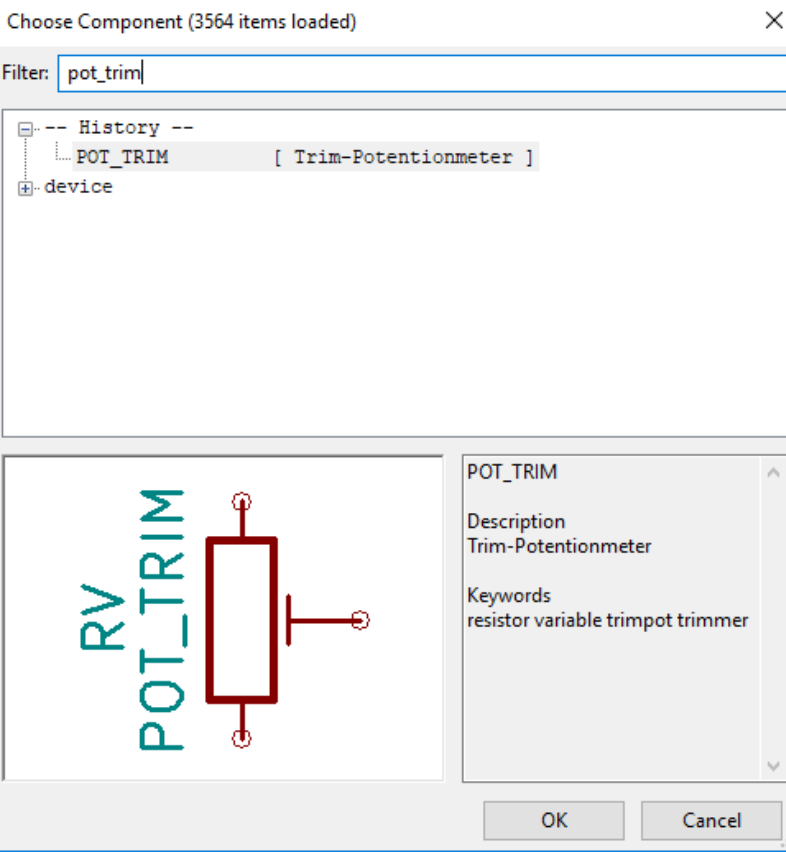 Choose Component (3564 items loaded)
Filter: pot_trim
-- History --
POT_TRIM [ Trim-Potentionmeter ]
device
RV
POT_TRIM
POT_TRIM
Description
Trim-Potentionmeter
Keywords
resistor variable trimpot trimmer
OK Cancel